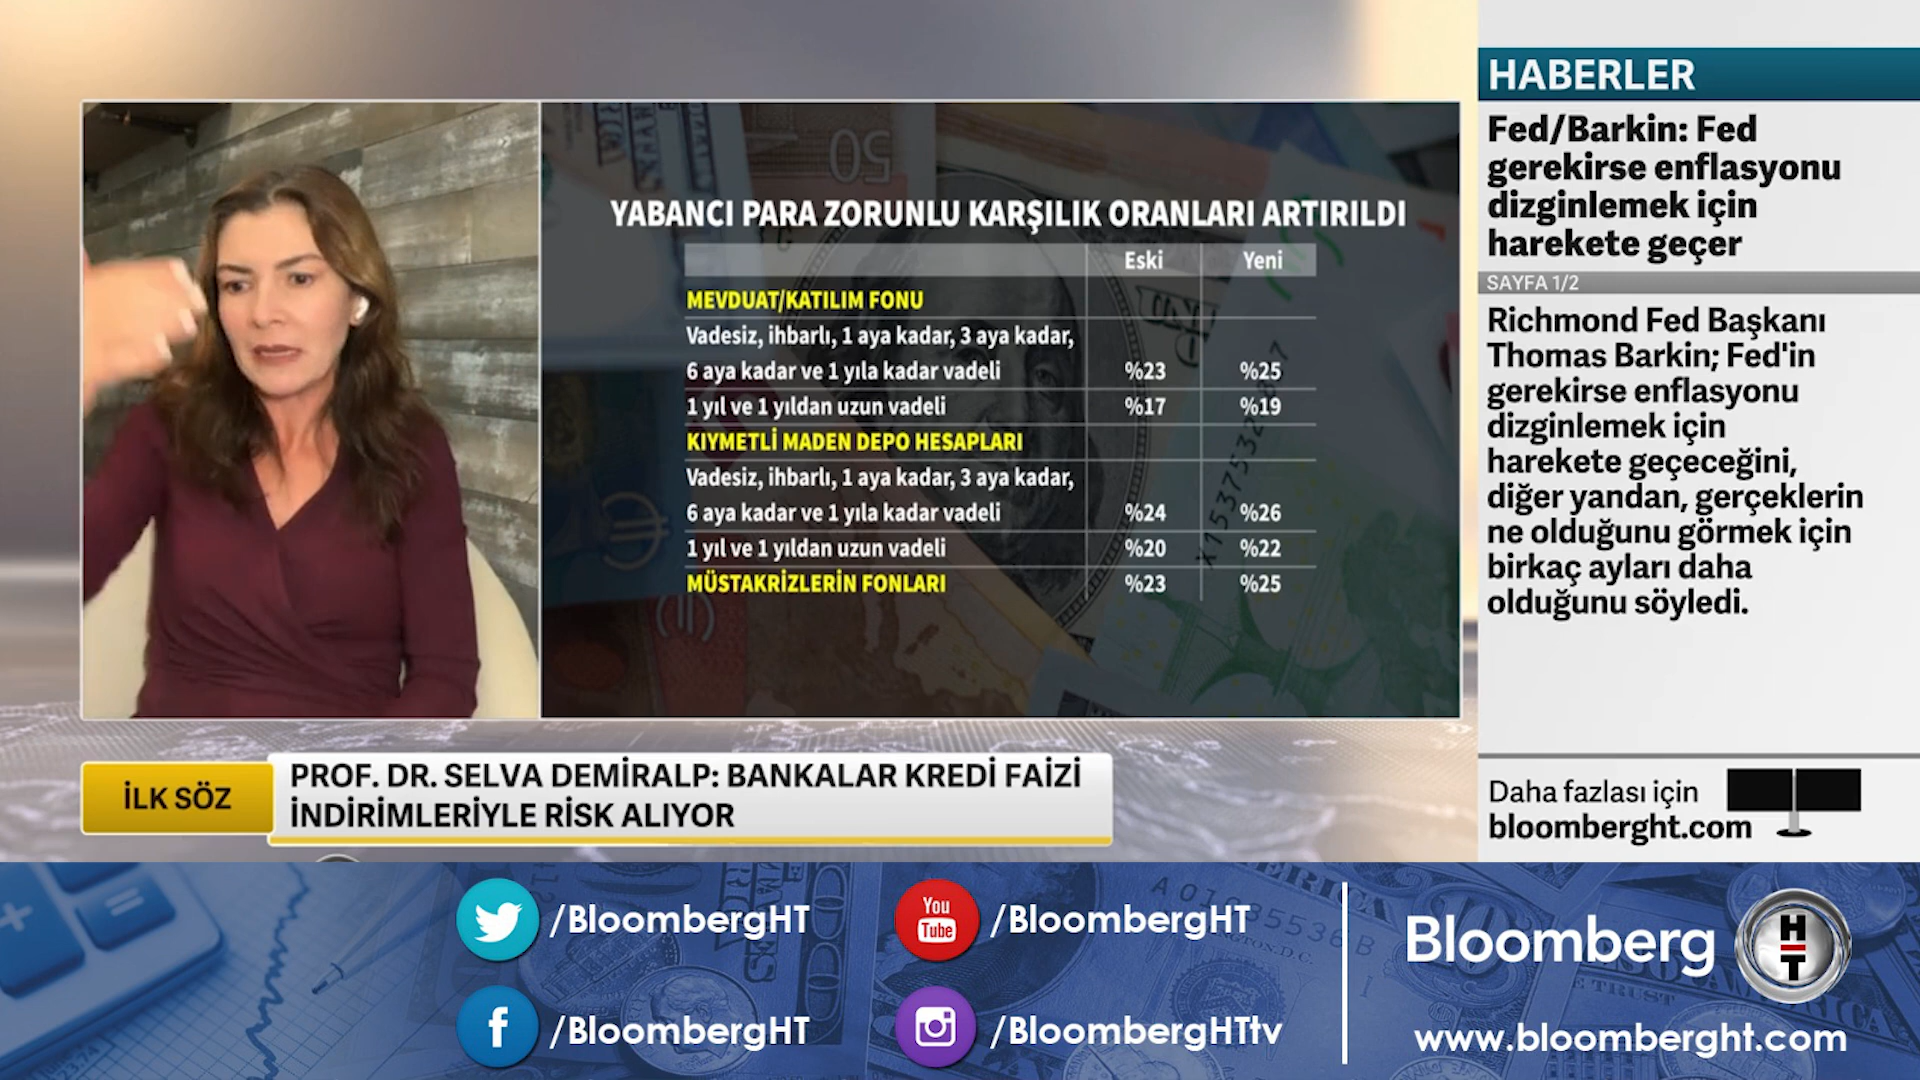 YABANCI PARA ZORUNLU KARŞILIK ORANLARI ARTIRILDI
Eski Yeni
MEVDUAT/KATILIM FONU
Vadesiz, ihbarlı, 1 aya kadar, 3 aya kadar,
6 aya kadar ve 1 yıla kadar vadeli %23 %25
1 yıl ve 1 yıldan uzun vadeli %17 %19
KIYMETLİ MADEN DEPO HESAPLARI
Vadesiz, ihbarlı, 1 aya kadar, 3 aya kadar,
6 aya kadar ve 1 yıla kadar vadeli %24 %26
1 yıl ve 1 yıldan uzun vadeli %20 %22
MÜSTAKRİZLERİN FONLARI %23 %25
İLK SÖZ
PROF. DR. SELVA DEMİRALP: BANKALAR KREDİ FAİZİ
İNDİRİMLERİYLE RİSK ALIYOR
HABERLER
Fed/Barkin: Fed
gerekirse enflasyonu
dizginlemek için
harekete geçer
SAYFA 1/2
Richmond Fed Başkanı
Thomas Barkin; Fed'in
gerekirse enflasyonu
dizginlemek için
harekete geçeceğini,
diğer yandan, gerçeklerin
ne olduğunu görmek için
birkaç ayları daha
olduğunu söyledi.
Daha fazlası için
bloomberght.com
/BloombergHT
You
Tube
/BloombergHT
f /BloombergHT
/BloombergHTtv
Bloomberg HT
www.bloomberght.com